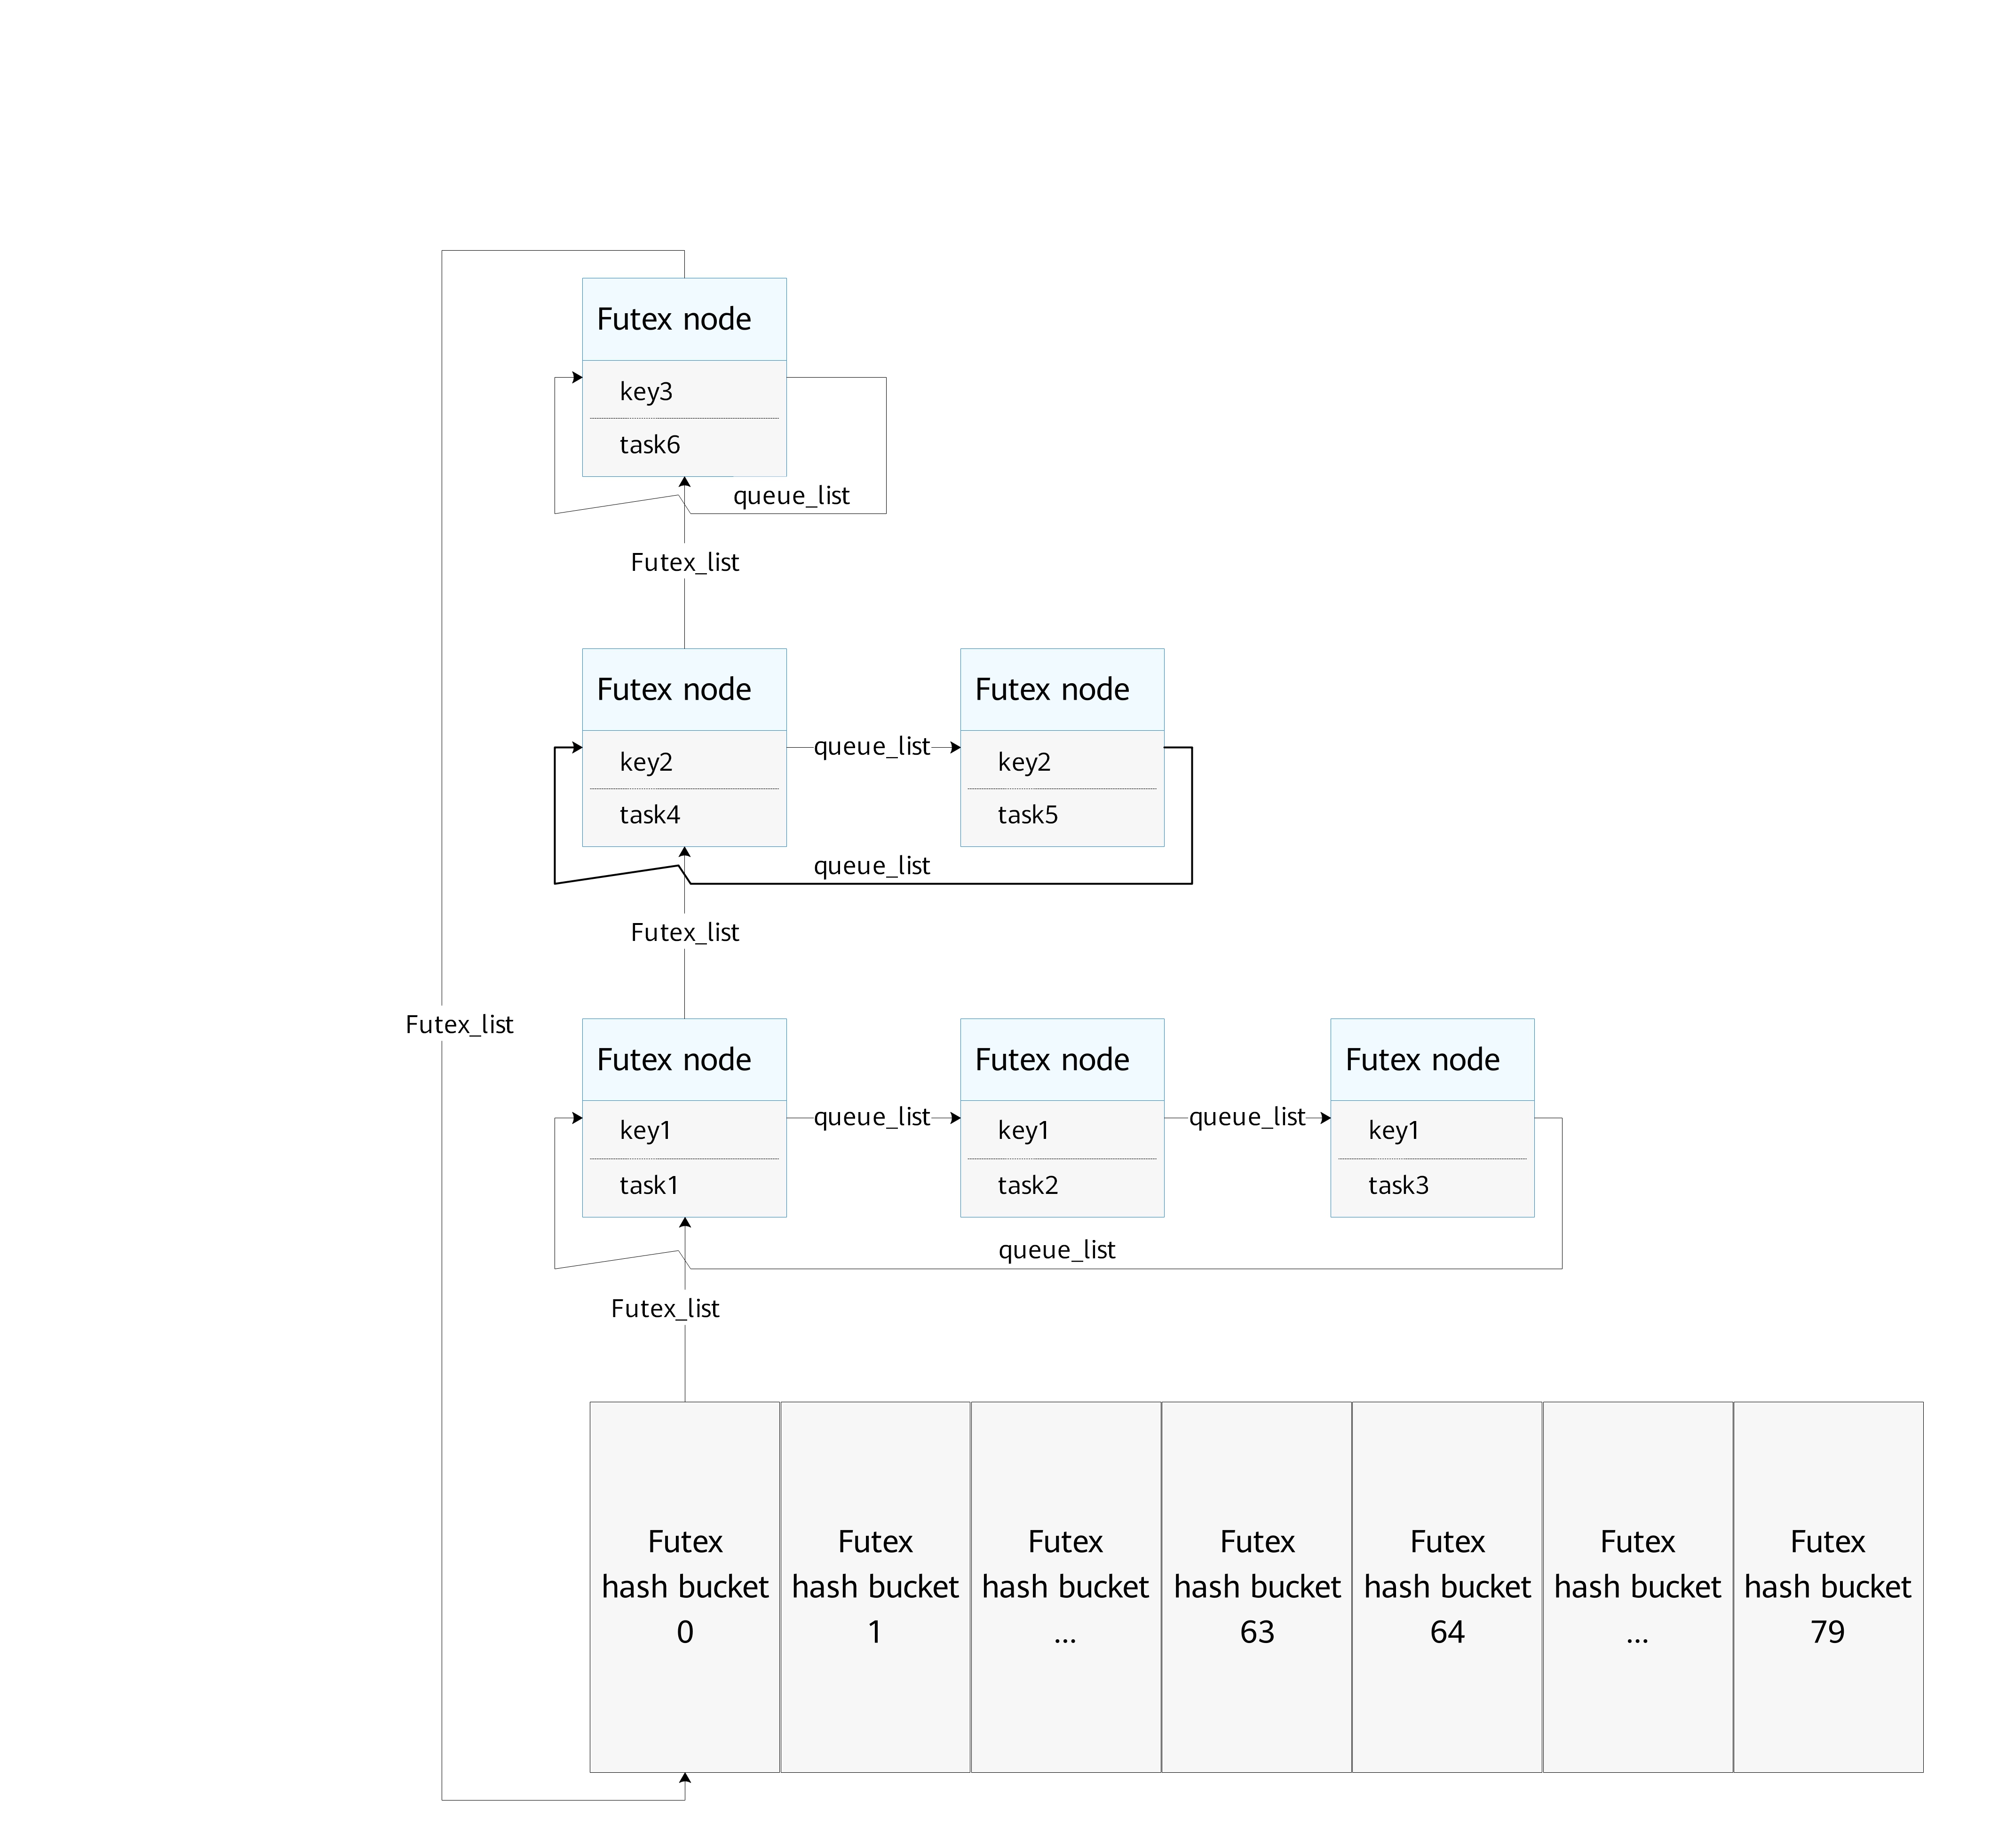 Futex node
key3
task6
queue_list
Futex_list
Futex node
Futex node
key2
queue_list
key2
task4
task5
queue_list
Futex_list
Futex_list
Futex node
Futex node
Futex node
key1
queue_list
key1
queue_list
key1
task1
task2
task3
queue_list
Futex_list
Futex
hash bucket
0
Futex
hash bucket
1
Futex
hash bucket
...
Futex
hash bucket
63
Futex
hash bucket
64
Futex
hash bucket
...
Futex
hash bucket
79